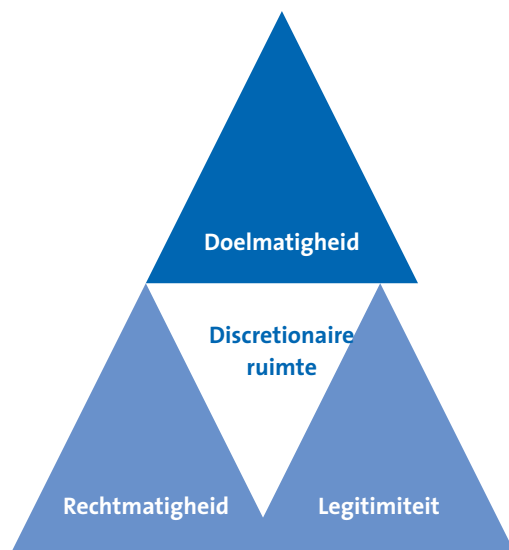 Doelmatigheid
Discretionaire
ruimte
Rechtmatigheid
Legitimiteit